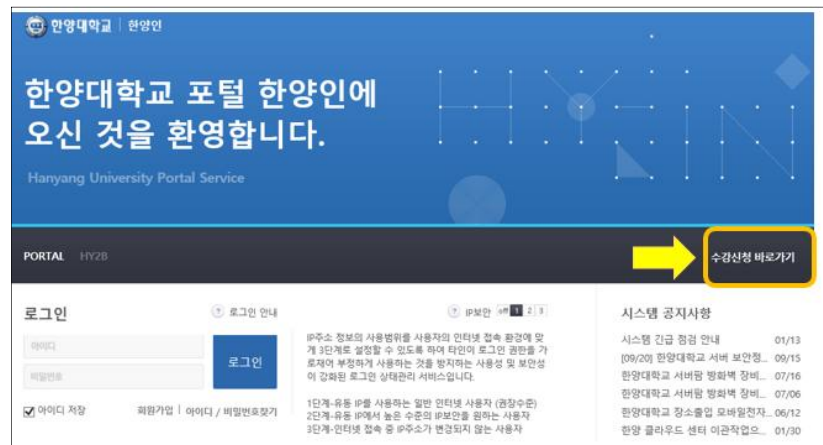 한양대학교 | 한양인
한양대학교 포털 한양인에
오신 것을 환영합니다.
Hanyang University Portal Service
PORTAL HY2B
수강신청 바로가기
로그인
? 로그인 안내
아이디
비밀번호
로그인
아이디 저장
회원가입 | 아이디 / 비밀번호찾기
? IP보안 off 1 2 3
IP주소 정보의 사용범위를 사용자의 인터넷 접속 환경에 맞
게 3단계로 설정할 수 있도록 하여 타인이 로그인 권한을 가
로채어 부정하게 사용하는 것을 방지하는 사용성 및 보안성
이 강화된 로그인 상태관리 서비스입니다.
1단계-유동 IP를 사용하는 일반 인터넷 사용자 (권장수준)
2단계-유동 IP에서 높은 수준의 IP보안을 원하는 사용자
3단계-인터넷 접속 중 IP주소가 변경되지 않는 사용자
시스템 공지사항
시스템 긴급 점검 안내 01/13
[09/20] 한양대학교 서버 보안정... 09/15
한양대학교 서버팜 방화벽 장비... 07/16
한양대학교 서버팜 방화벽 장비... 07/06
한양대학교 장소출입 모바일전자... 06/12
한양 클라우드 센터 이관작업으... 01/30